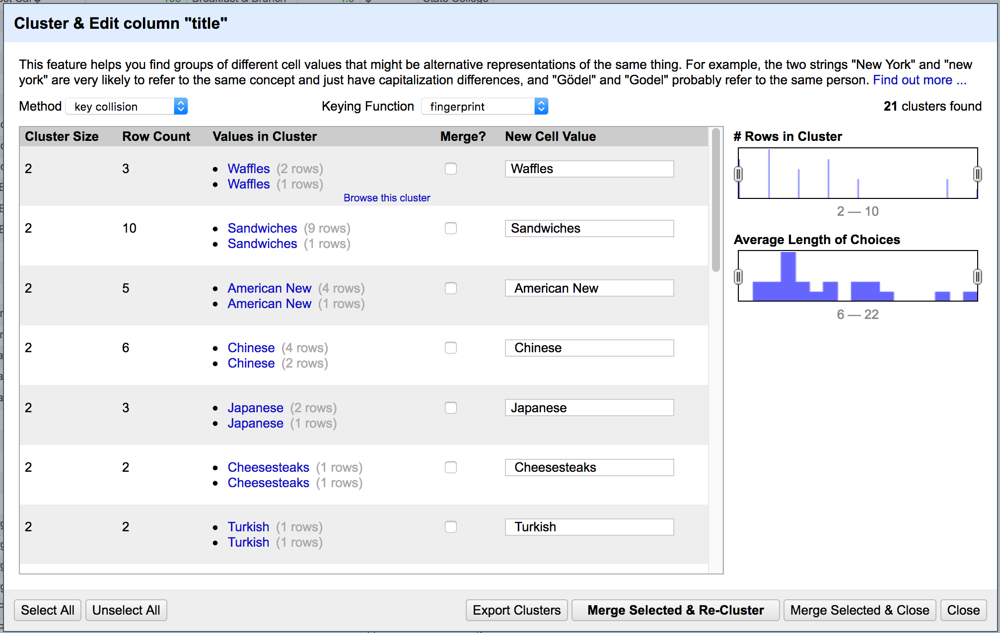 Cluster & Edit column "title"
This feature helps you find groups of different cell values that might be alternative representations of the same thing. For example, the two strings "New York" and "new
york" are very likely to refer to the same concept and just have capitalization differences, and "Gödel" and "Godel" probably refer to the same person. Find out more ...
Method key collision Keying Function fingerprint 21 clusters found
Cluster Size Row Count Values in Cluster Merge? New Cell Value
2 3 • Waffles (2 rows) Waffles
• Waffles (1 rows)
Browse this cluster
2 10 • Sandwiches (9 rows) Sandwiches
• Sandwiches (1 rows)
2 5 • American New (4 rows) American New
• American New (1 rows)
2 6 • Chinese (4 rows) Chinese
• Chinese (2 rows)
2 3 • Japanese (2 rows) Japanese
• Japanese (1 rows)
2 2 • Cheesesteaks (1 rows) Cheesesteaks
• Cheesesteaks (1 rows)
2 2 • Turkish (1 rows) Turkish
• Turkish (1 rows)
# Rows in Cluster
2 — 10
Average Length of Choices
6 — 22
Select All Unselect All Export Clusters Merge Selected & Re-Cluster Merge Selected & Close Close